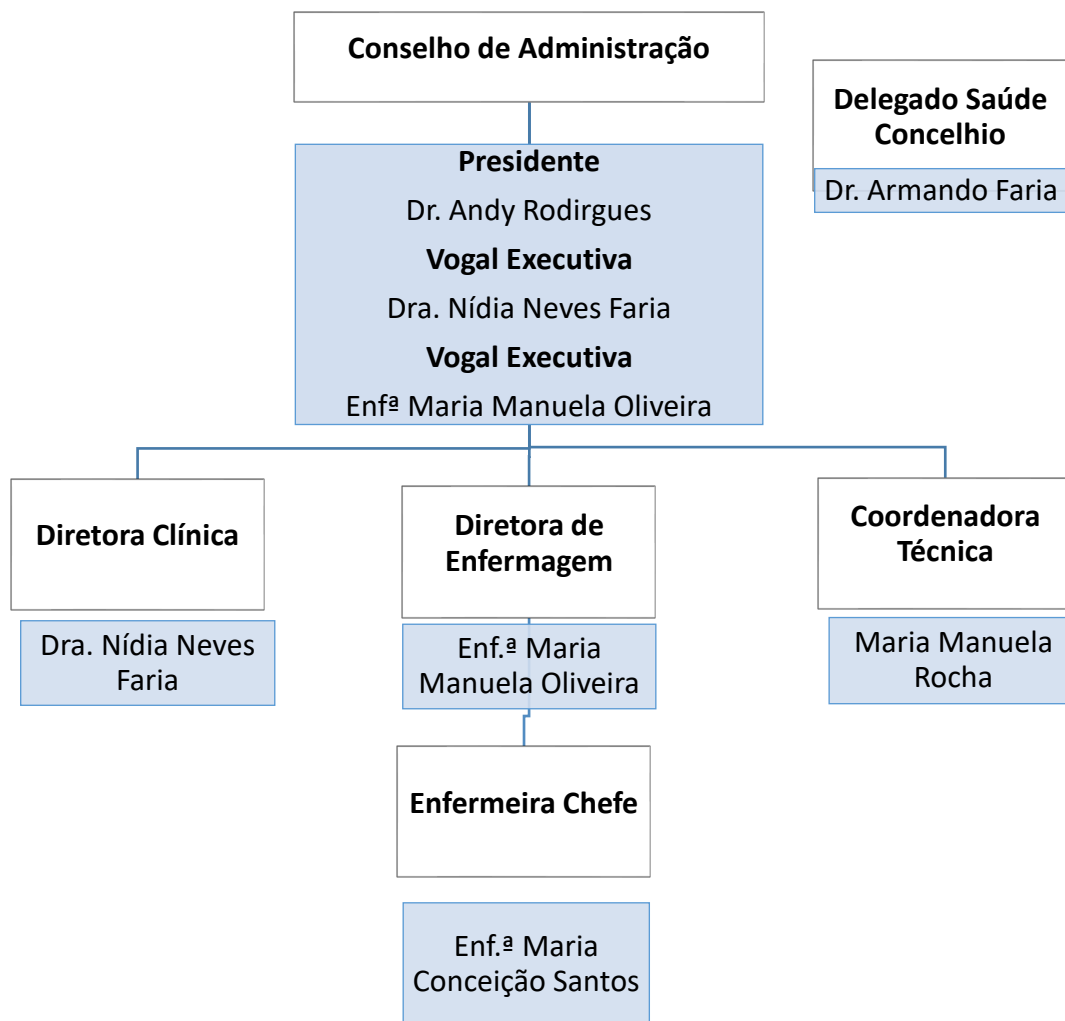 Conselho de Administração
Delegado Saúde
Concelhio
Dr. Armando Faria
Presidente
Dr. Andy Rodirgues
Vogal Executiva
Dra. Nídia Neves Faria
Vogal Executiva
Enfª Maria Manuela Oliveira
Diretora Clínica
Dra. Nídia Neves
Faria
Diretora de
Enfermagem
Enf.ª Maria
Manuela Oliveira
Coordenadora
Técnica
Maria Manuela
Rocha
Enfermeira Chefe
Enf.ª Maria
Conceição Santos